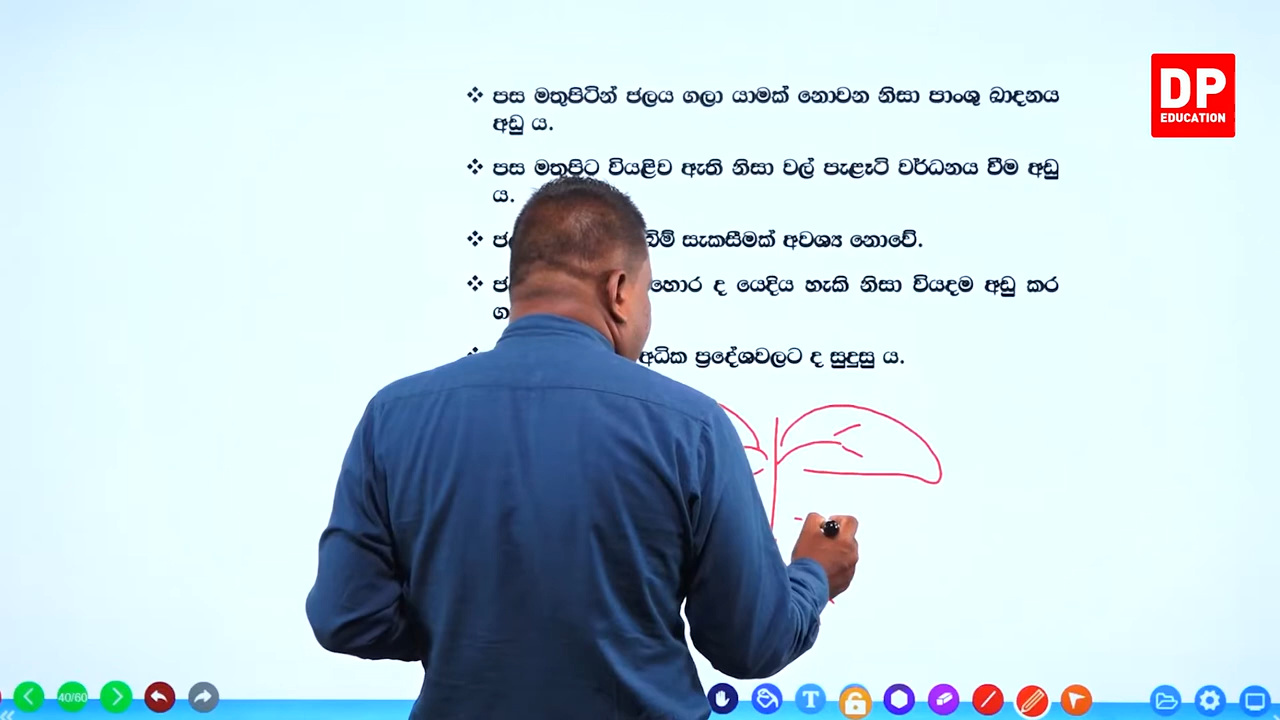 DP
EDUCATION
❖ පස මතුපිටින් ජලය ගලා යාමක් නොවන නිසා පාංශු ඛාදනය
අඩු ය.
❖ පස මතුපිට වියළිව ඇති නිසා වල් පැළෑටි වර්ධනය වීම අඩු
ය.
❖ සැකසීමක් අවශ්‍ය නොවේ.
❖ ද යෙදිය හැකි නිසා වියදම අඩු කර
ප්‍රදේශවලට ද සුදුසු ය.
40/60
T